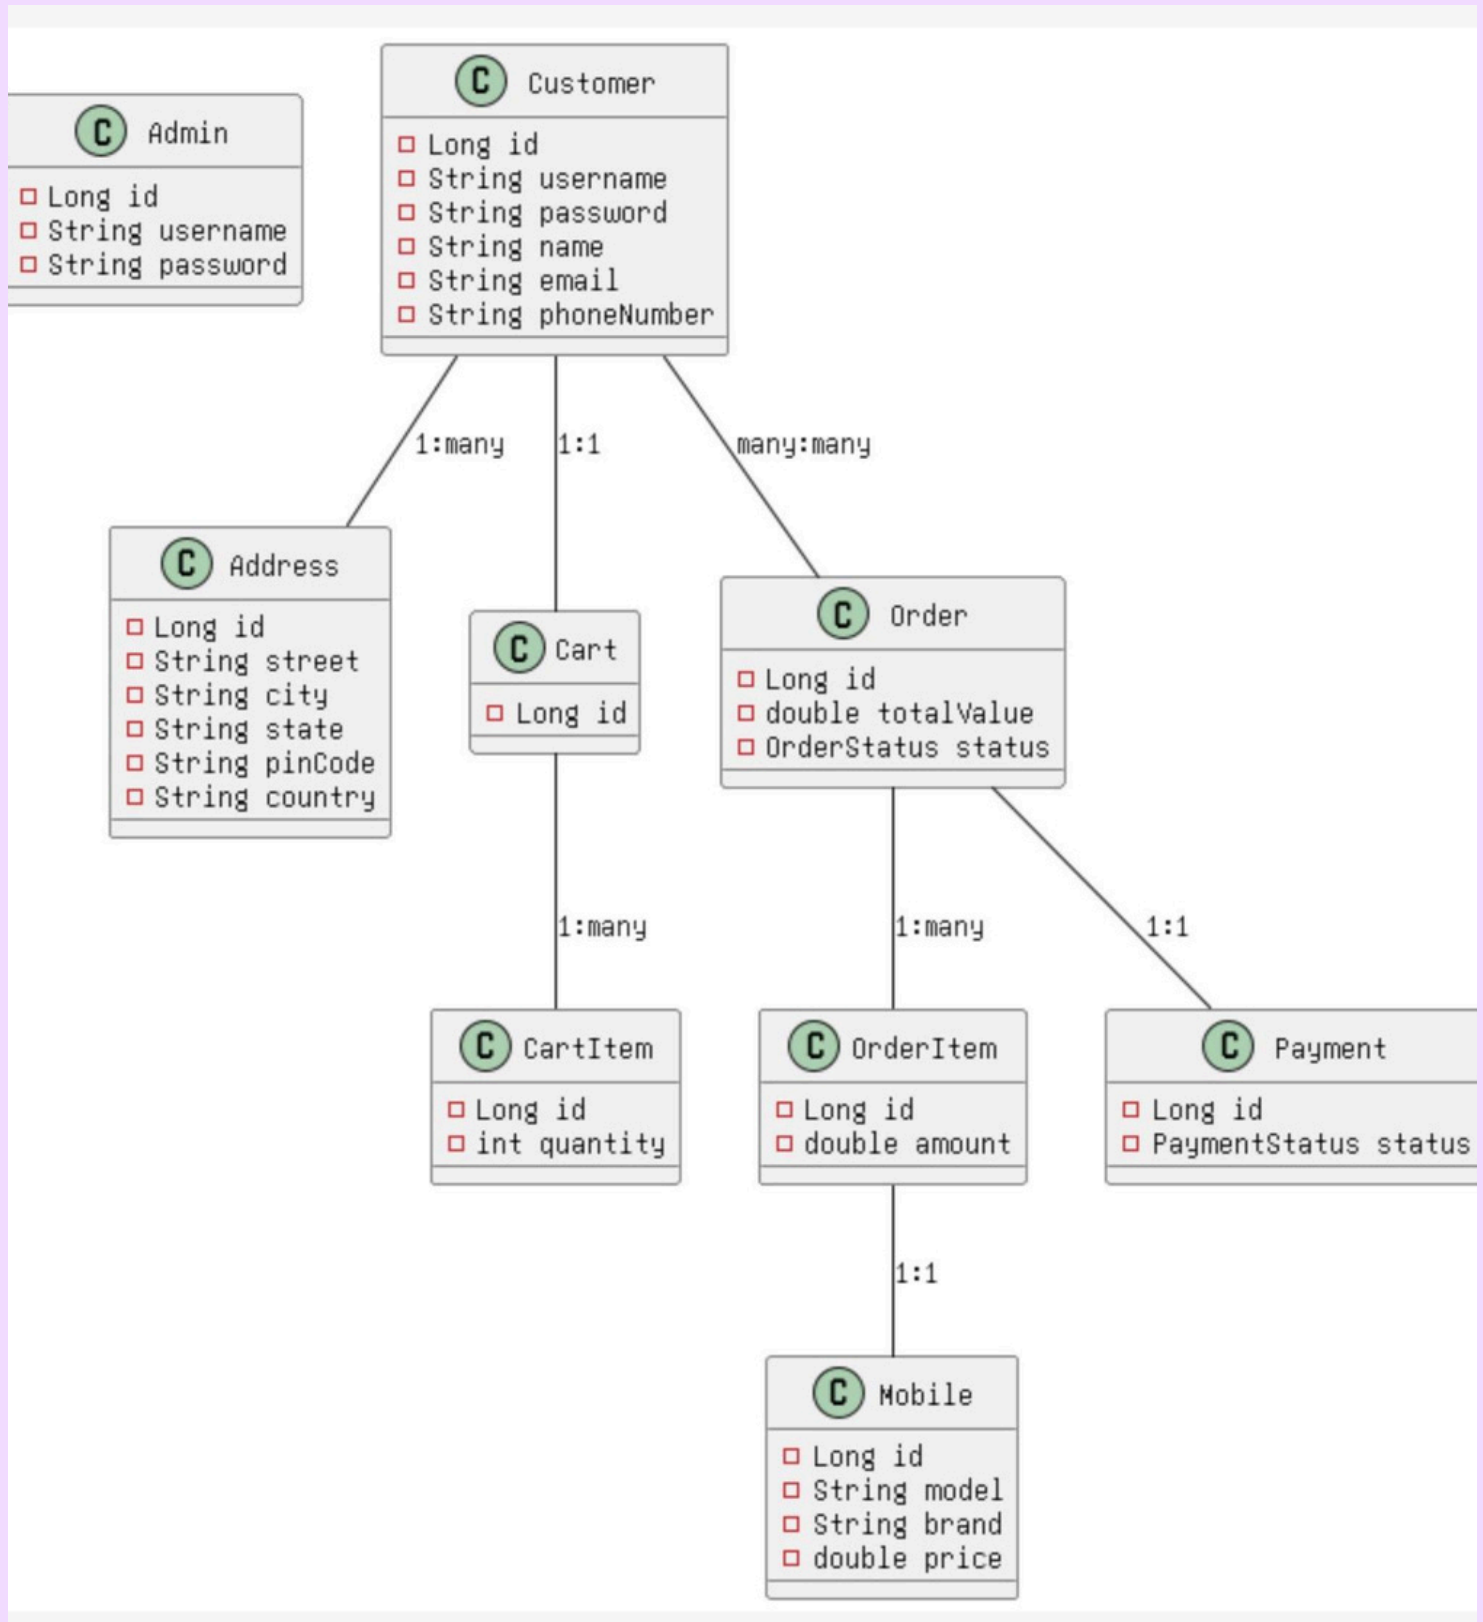 C Admin
Long id
String username
String password
C Customer
Long id
String username
String password
String name
String email
String phoneNumber
1:many
1:1
many:many
C Address
Long id
String street
String city
String state
String pinCode
String country
C Cart
Long id
C Order
Long id
double totalValue
OrderStatus status
1:many
1:many
1:1
C CartItem
Long id
int quantity
C OrderItem
Long id
double amount
C Payment
Long id
PaymentStatus status
1:1
C Mobile
Long id
String model
String brand
double price